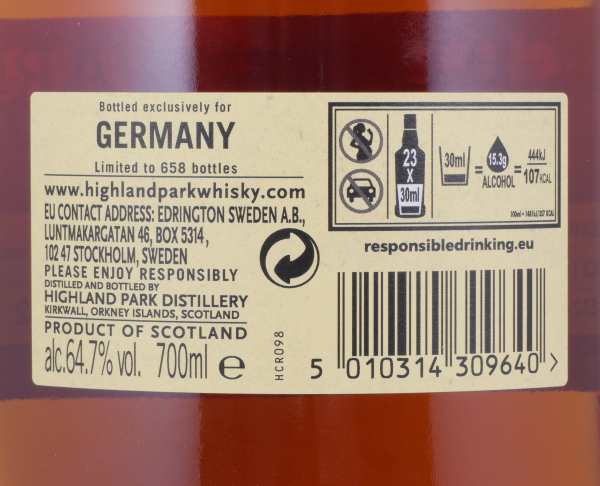 Bottled exclusively for
GERMANY
Limited to 658 bottles
www.highlandparkwhisky.com
EU CONTACT ADDRESS: EDRINGTON SWEDEN A.B.,
LUNTMAKARGATAN 46, BOX 5314,
102 47 STOCKHOLM, SWEDEN
PLEASE ENJOY RESPONSIBLY
DISTILLED AND BOTTLED BY
HIGHLAND PARK DISTILLERY
KIRKWALL, ORKNEY ISLANDS, SCOTLAND
PRODUCT OF SCOTLAND
alc.64.7% vol. 700ml e
HCR098
23
X
30ml
30ml
=
15.3g
ALCOHOL
=
444kJ
107KCAL
responsibledrinking.eu
5 010314 309640 >